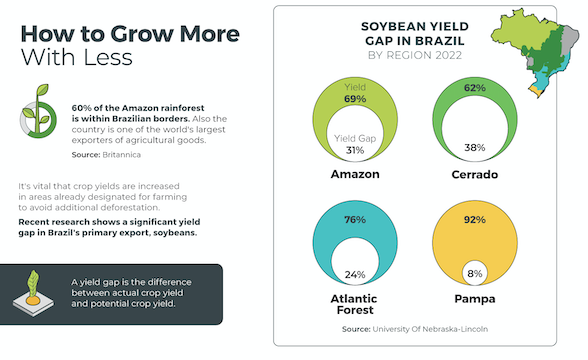 How to Grow More
With Less
60% of the Amazon rainforest
is within Brazilian borders. Also the
country is one of the world's largest
exporters of agricultural goods.
Source: Britannica
It's vital that crop yields are increased
in areas already designated for farming
to avoid additional deforestation.
Recent research shows a significant yield
gap in Brazil's primary export, soybeans.
A yield gap is the difference
between actual crop yield
and potential crop yield.
SOYBEAN YIELD
GAP IN BRAZIL
BY REGION 2022
Yield
69%
Yield Gap
31%
Amazon
62%
38%
Cerrado
76%
24%
Atlantic
Forest
92%
8%
Pampa
Source: University Of Nebraska-Lincoln